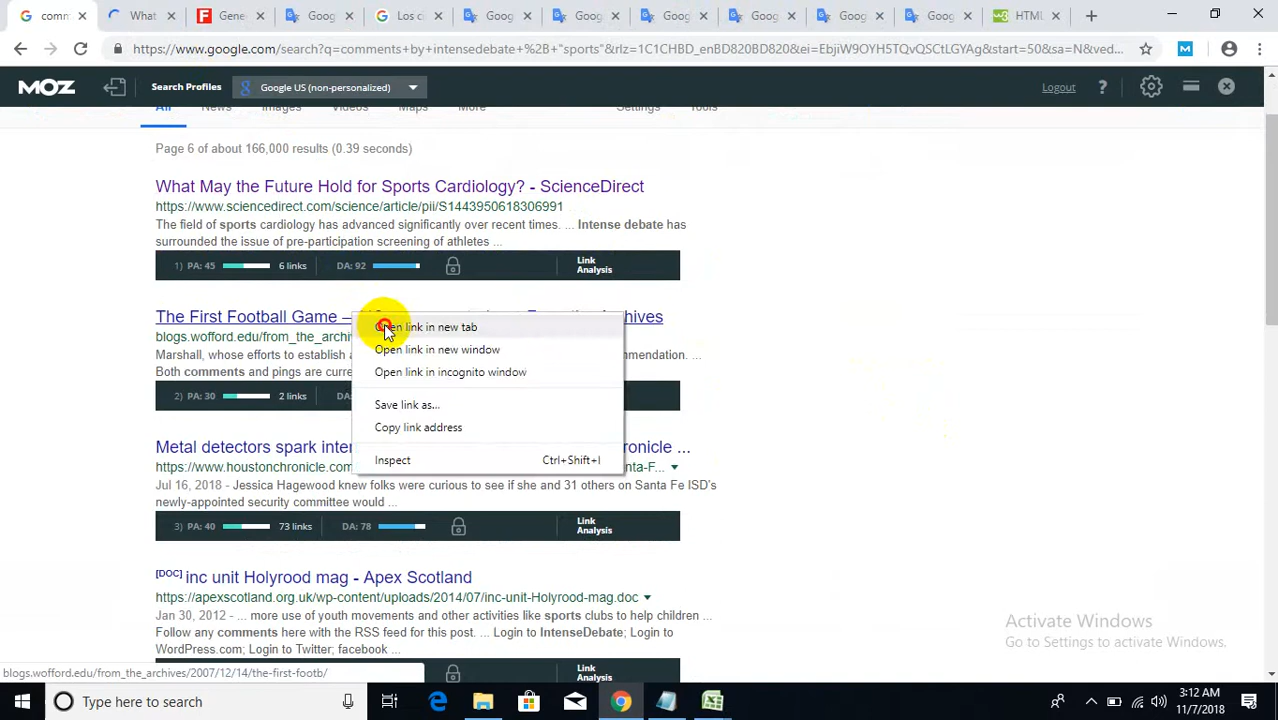 comm
What
Gene
Goog
Los ci
Goog
Goog
Goog
Goog
Goog
Goog
HTML
https://www.google.com/search?q=comments+by+intensedebate+%2B+"sports"&rlz=1C1CHBD_enBD820BD820&ei=EbjiW9OYH5TQvQSCtLGYAg&start=50&sa=N&ved...
MOZ
Search Profiles
Google US (non-personalized)
Logout
?
All News Images Videos Maps More Settings Tools
Page 6 of about 166,000 results (0.39 seconds)
What May the Future Hold for Sports Cardiology? - ScienceDirect
https://www.sciencedirect.com/science/article/pii/S1443950618306991
The field of sports cardiology has advanced significantly over recent times. ... Intense debate has
surrounded the issue of pre-participation screening of athletes ...
1) PA: 45 6 links DA: 92 Link
Analysis
The First Football Game –
blogs.wofford.edu/from_the_archi
Marshall, whose efforts to establish
Both comments and pings are curre
2) PA: 30 2 links
Open link in new tab
Open link in new window
Open link in incognito window
Save link as...
Copy link address
Inspect Ctrl+Shift+I
Metal detectors spark inter
https://www.houstonchronicle.com
Jul 16, 2018 - Jessica Hagewood knew folks were curious to see if she and 31 others on Santa Fe ISD's
newly-appointed security committee would ...
3) PA: 40 73 links DA: 78 Link
Analysis
[DOC] inc unit Holyrood mag - Apex Scotland
https://apexscotland.org.uk/wp-content/uploads/2014/07/inc-unit-Holyrood-mag.doc
Jan 30, 2012 - ... more use of youth movements and other activities like sports clubs to help children ...
Follow any comments here with the RSS feed for this post. ... Login to IntenseDebate; Login to
WordPress.com; Login to Twitter; facebook ...
Activate Windows
Go to Settings to activate Windows.
blogs.wofford.edu/from_the_archives/2007/12/14/the-first-footb/
Type here to search
3:12 AM
11/7/2018